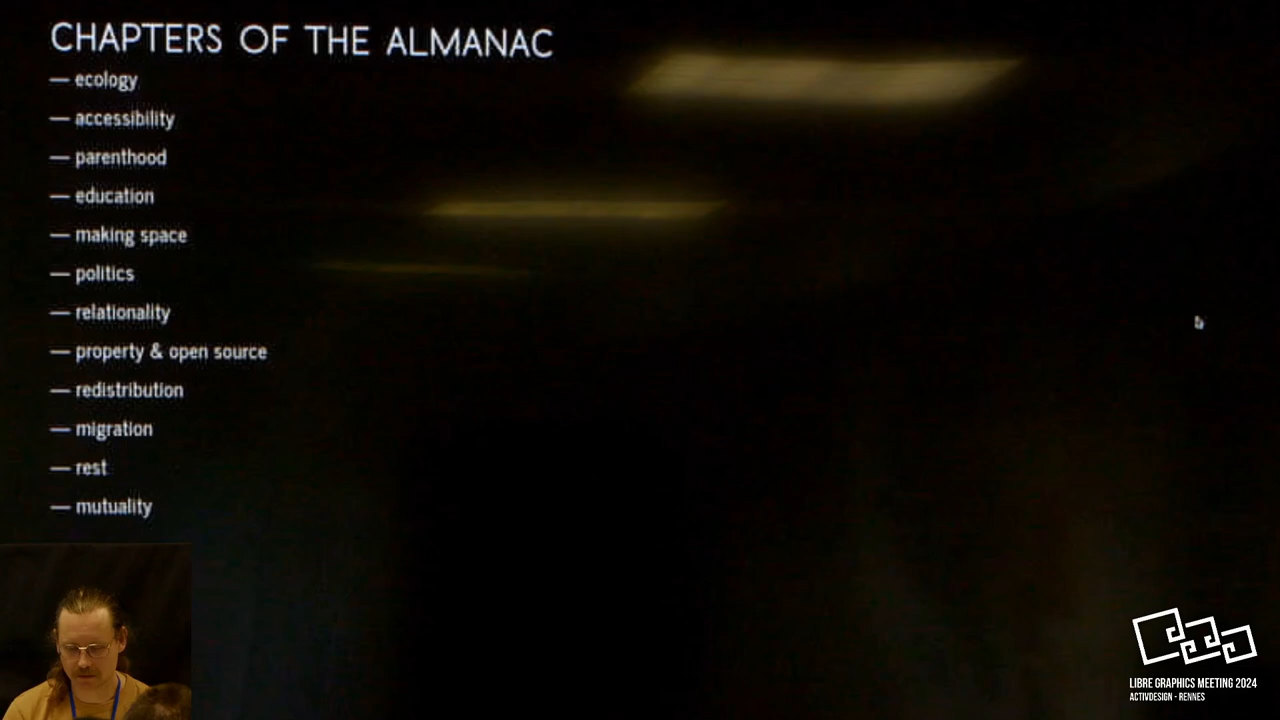 CHAPTERS OF THE ALMANAC
— ecology
— accessibility
— parenthood
— education
— making space
— politics
— relationality
— property & open source
— redistribution
— migration
— rest
— mutuality
LIBRE GRAPHICS MEETING 2024
ACTIVDESIGN - RENNES